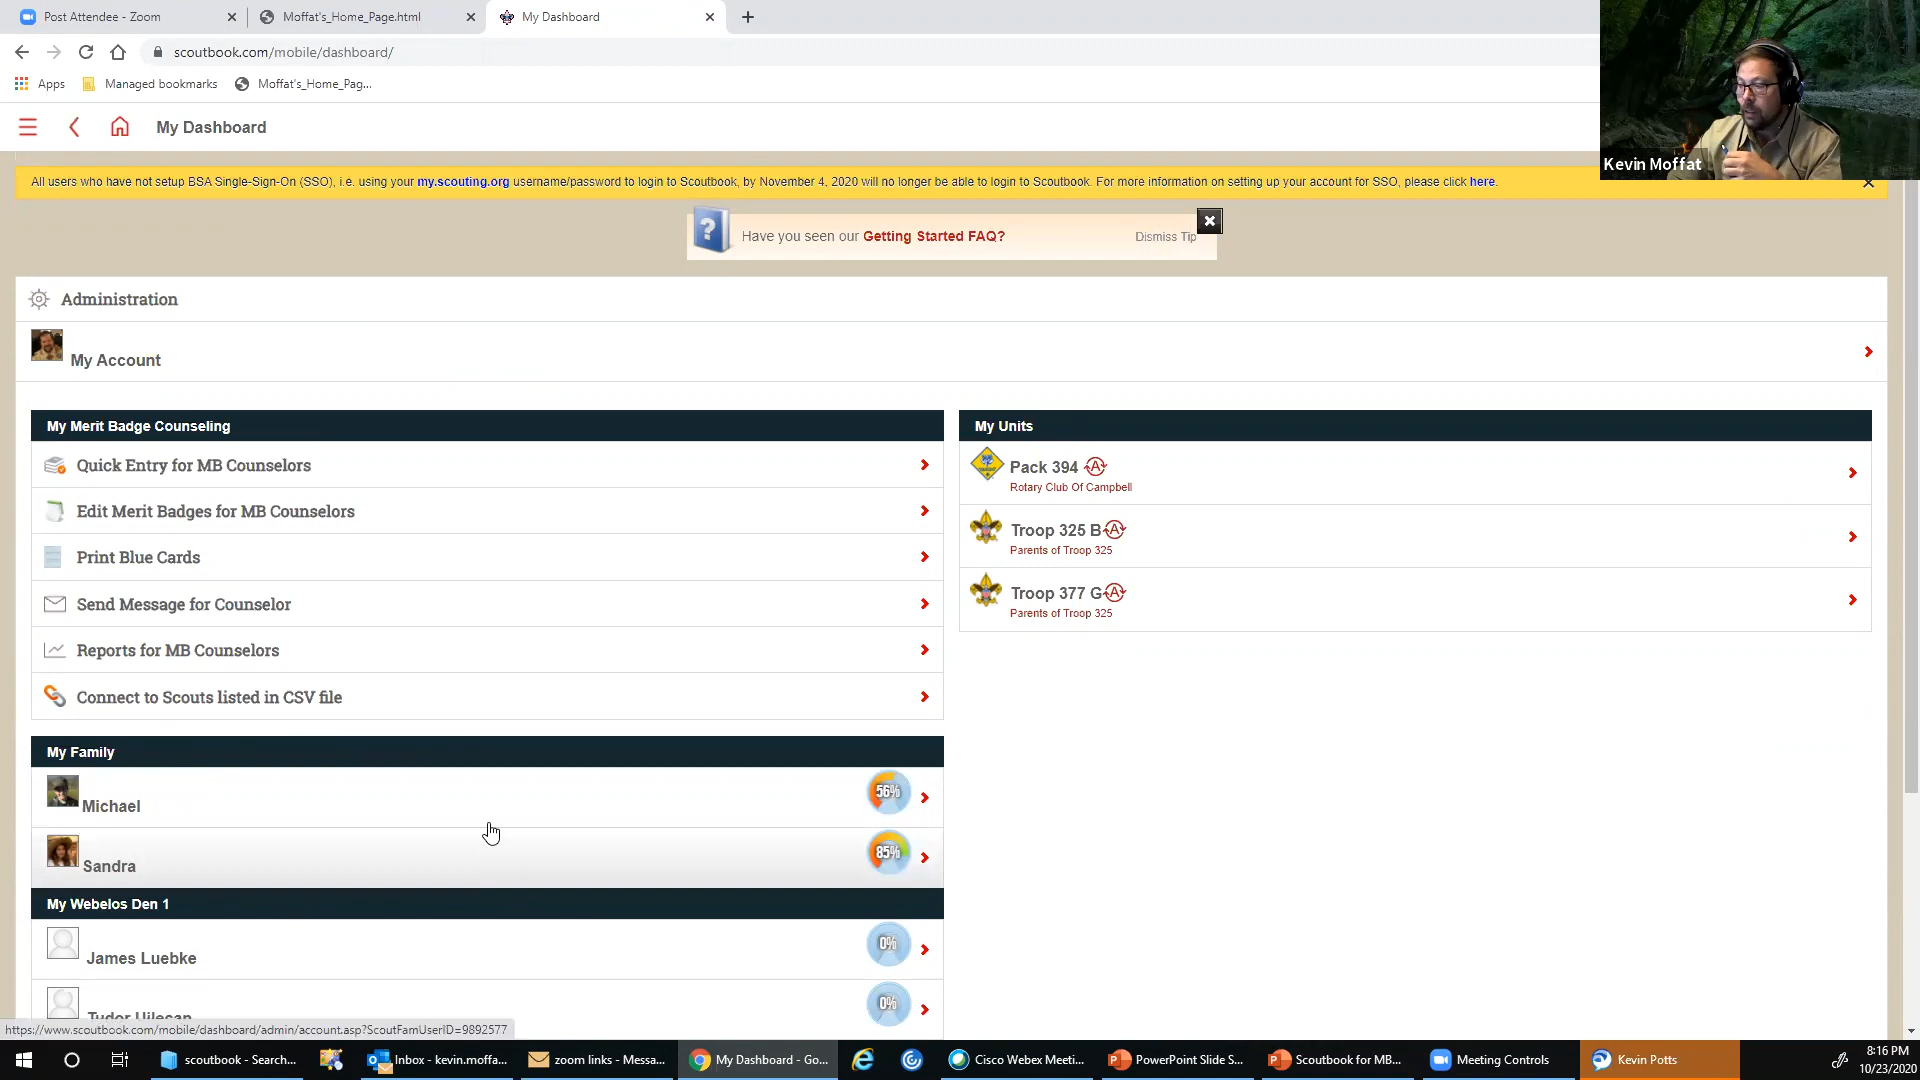 Post Attendee - Zoom
Moffat's_Home_Page.html
My Dashboard
scoutbook.com/mobile/dashboard/
Apps
Managed bookmarks
Moffat's_Home_Pag...
My Dashboard
Kevin Moffat
All users who have not setup BSA Single-Sign-On (SSO), i.e. using your my.scouting.org username/password to login to Scoutbook, by November 4, 2020 will no longer be able to login to Scoutbook. For more information on setting up your account for SSO, please click here.
Have you seen our Getting Started FAQ?
Dismiss Tip
Administration
My Account
My Merit Badge Counseling
Quick Entry for MB Counselors
Edit Merit Badges for MB Counselors
Print Blue Cards
Send Message for Counselor
Reports for MB Counselors
Connect to Scouts listed in CSV file
My Units
Pack 394 A
Rotary Club Of Campbell
Troop 325 B A
Parents of Troop 325
Troop 377 G A
Parents of Troop 325
My Family
Michael
56%
Sandra
85%
My Webelos Den 1
James Luebke
0%
Tudor Uilecan
0%
https://www.scoutbook.com/mobile/dashboard/admin/account.asp?ScoutFamUserID=9892577
scoutbook - Search...
Inbox - kevin.moffa...
zoom links - Messa...
My Dashboard - Go...
Cisco Webex Meeti...
PowerPoint Slide S...
Scoutbook for MB...
Meeting Controls
Kevin Potts
8:16 PM
10/23/2020